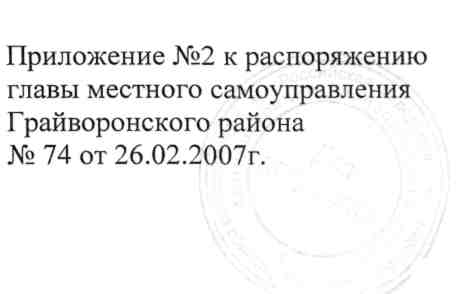 Приложение №2 к распоряжению
главы местного самоуправления
Грайворонского района
№ 74 от 26.02.2007г.